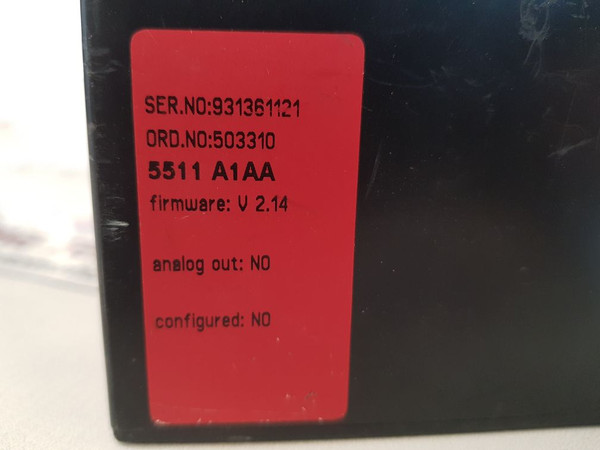 SER.NO:931361121
ORD.NO:503310
5511 A1AA
firmware: V 2.14
analog out: NO
configured: NO